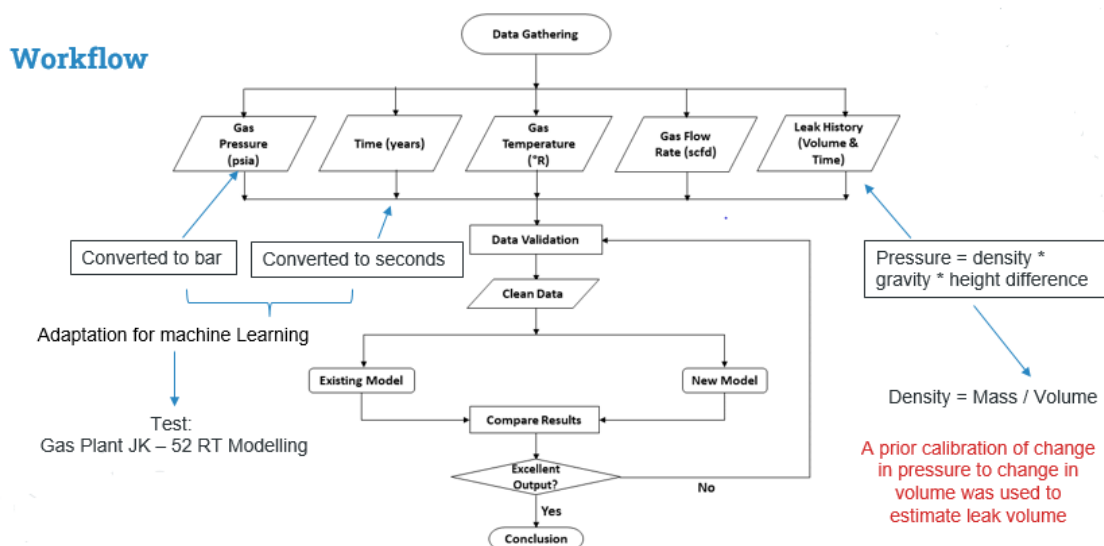 Workflow
Data Gathering
Gas
Pressure
(psia)
Time (years)
Gas
Temperature
(°R)
Gas Flow
Rate (scfd)
Leak History
(Volume &
Time)
Converted to bar
Converted to seconds
Data Validation
Pressure = density *
gravity * height difference
Clean Data
Adaptation for machine Learning
Existing Model
New Model
Density = Mass / Volume
Test:
Gas Plant JK – 52 RT Modelling
Compare Results
A prior calibration of change
in pressure to change in
volume was used to
estimate leak volume
Excellent
Output?
No
Yes
Conclusion